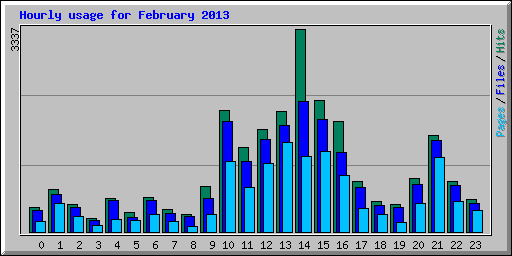 Hourly usage for February 2013
3337
Pages/Files/Hits
0 1 2 3 4 5 6 7 8 9 10 11 12 13 14 15 16 17 18 19 20 21 22 23